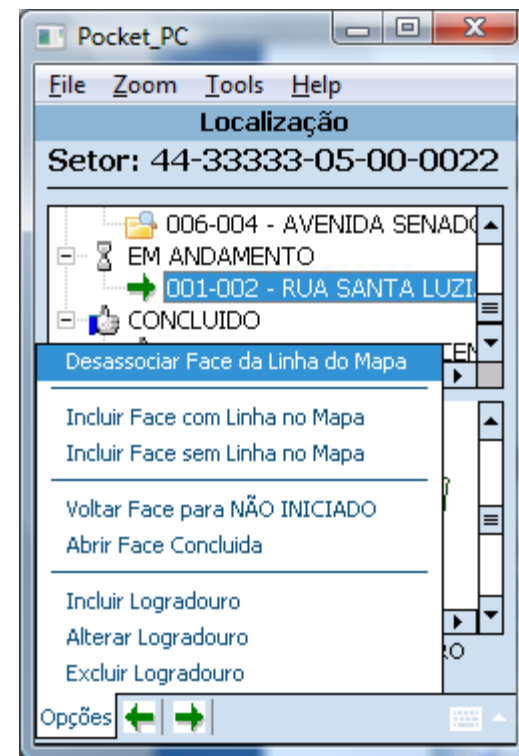 Pocket_PC
File Zoom Tools Help
Localização
Setor: 44-33333-05-00-0022
006-004 - AVENIDA SENAD
EM ANDAMENTO
001-002 - RUA SANTA LUZI
CONCLUIDO
Desassociar Face da Linha do Mapa
Incluir Face com Linha no Mapa
Incluir Face sem Linha no Mapa
Voltar Face para NÃO INICIADO
Abrir Face Concluida
Incluir Logradouro
Alterar Logradouro
Excluir Logradouro
Opções